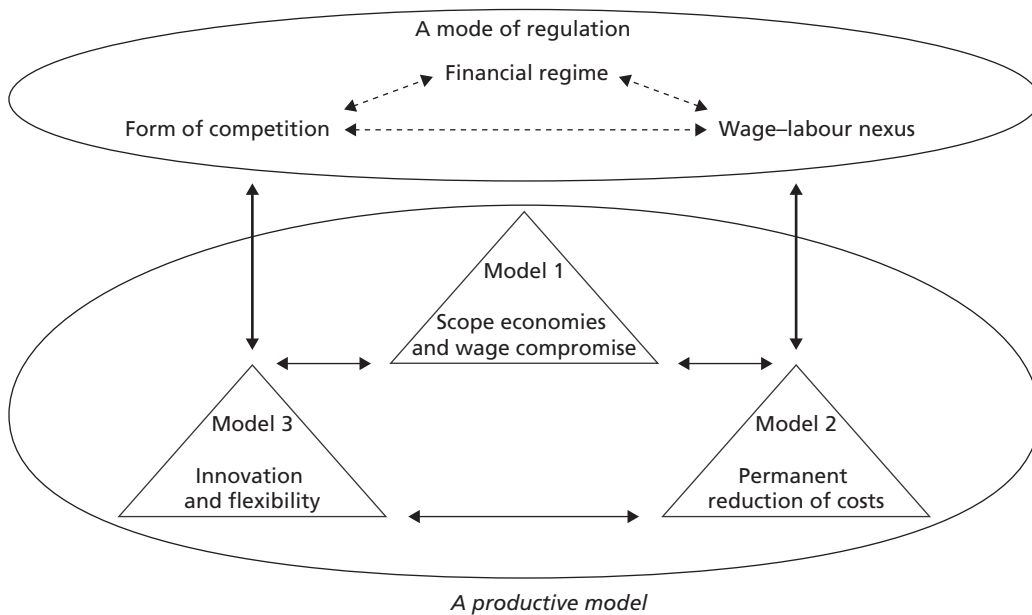 A mode of regulation
Financial regime
Form of competition
Wage–labour nexus
Model 1
Scope economies
and wage compromise
Model 3
Innovation
and flexibility
Model 2
Permanent
reduction of costs
A productive model